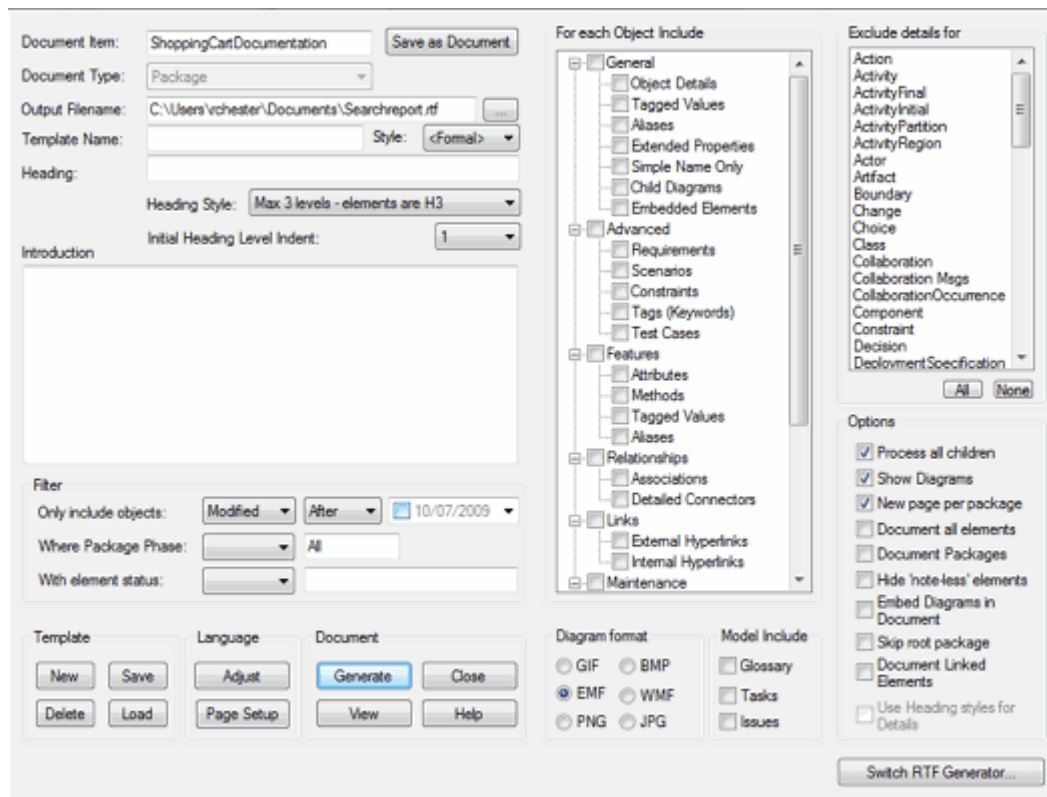 Document Item: ShoppingCartDocumentation Save as Document
Document Type: Package
Output Filename: C:\Users\rchester\Documents\Searchreport.rtf ...
Template Name: Style: <Formal>
Heading:
Heading Style: Max 3 levels - elements are H3
Initial Heading Level Indent: 1
Introduction
Filter
Only include objects: Modified After 10/07/2009
Where Package Phase: All
With element status:
Template
New Save
Delete Load
Language
Adjust
Page Setup
Document
Generate Close
View Help
For each Object Include
General
Object Details
Tagged Values
Aliases
Extended Properties
Simple Name Only
Child Diagrams
Embedded Elements
Advanced
Requirements
Scenarios
Constraints
Tags (Keywords)
Test Cases
Features
Attributes
Methods
Tagged Values
Aliases
Relationships
Associations
Detailed Connectors
Links
External Hyperlinks
Internal Hyperlinks
Maintenance
Diagram format
GIF BMP
EMF WMF
PNG JPG
Model Include
Glossary
Tasks
Issues
Exclude details for
Action
Activity
ActivityFinal
ActivityInitial
ActivityPartition
ActivityRegion
Actor
Artifact
Boundary
Change
Choice
Class
Collaboration
Collaboration Msgs
CollaborationOccurrence
Component
Constraint
Decision
DeploymentSpecification
All None
Options
Process all children
Show Diagrams
New page per package
Document all elements
Document Packages
Hide 'note-less' elements
Embed Diagrams in
Document
Skip root package
Document Linked
Elements
Use Heading styles for
Details
Switch RTF Generator...